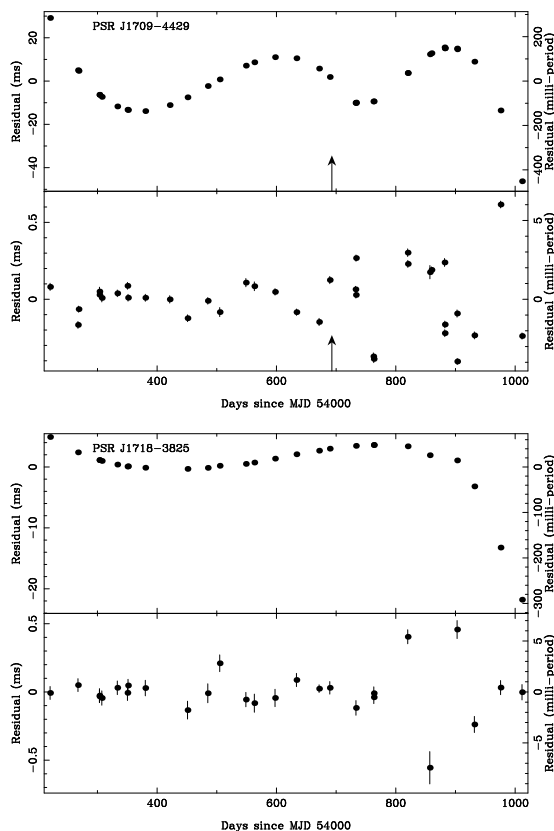 PSR J1709-4429
Residual (ms)
20
0
-20
-40
Residual (milli-period)
200
0
-200
-400
Residual (ms)
0.5
0
Residual (milli-period)
5
0
400
600
800
1000
Days since MJD 54000
PSR J1718-3825
Residual (ms)
0
-10
-20
Residual (milli-period)
0
-100
-200
-300
Residual (ms)
0.5
0
-0.5
Residual (milli-period)
5
0
-5
400
600
800
1000
Days since MJD 54000